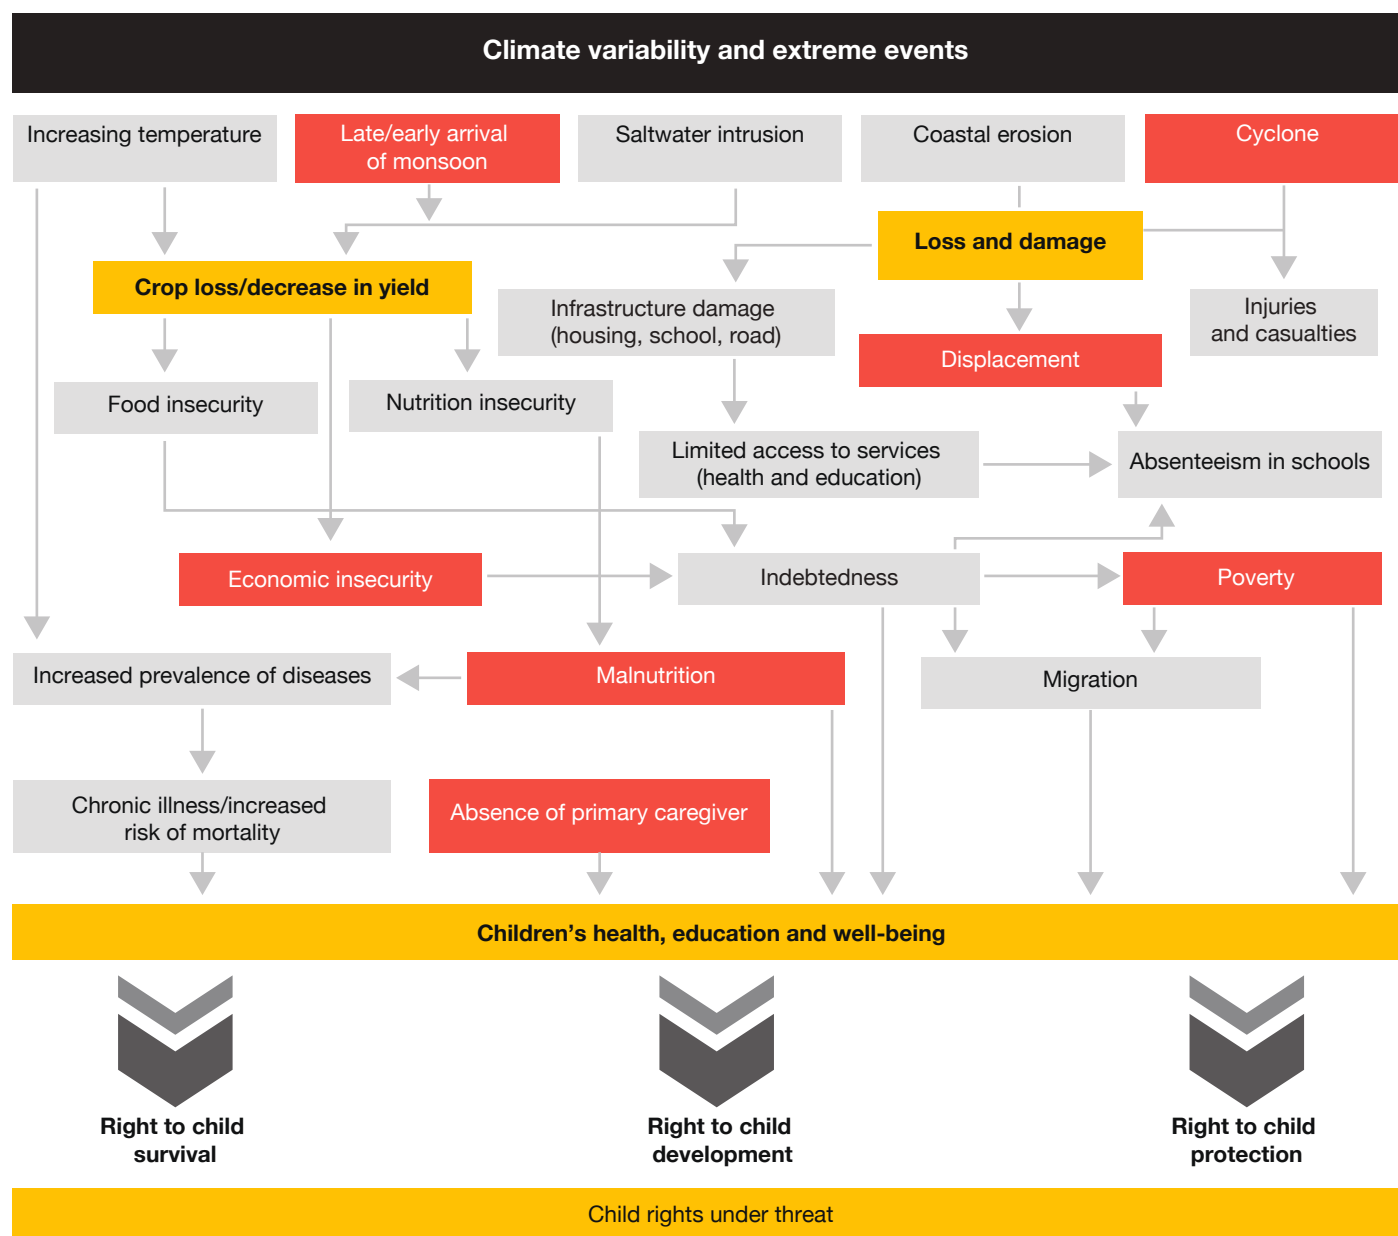 Climate variability and extreme events
Increasing temperature
Late/early arrival
of monsoon
Saltwater intrusion
Coastal erosion
Cyclone
Loss and damage
Crop loss/decrease in yield
Infrastructure damage
(housing, school, road)
Injuries
and casualties
Displacement
Food insecurity
Nutrition insecurity
Limited access to services
(health and education)
Absenteeism in schools
Economic insecurity
Indebtedness
Poverty
Increased prevalence of diseases
Malnutrition
Migration
Chronic illness/increased
risk of mortality
Absence of primary caregiver
Children’s health, education and well-being
Right to child
survival
Right to child
development
Right to child
protection
Child rights under threat